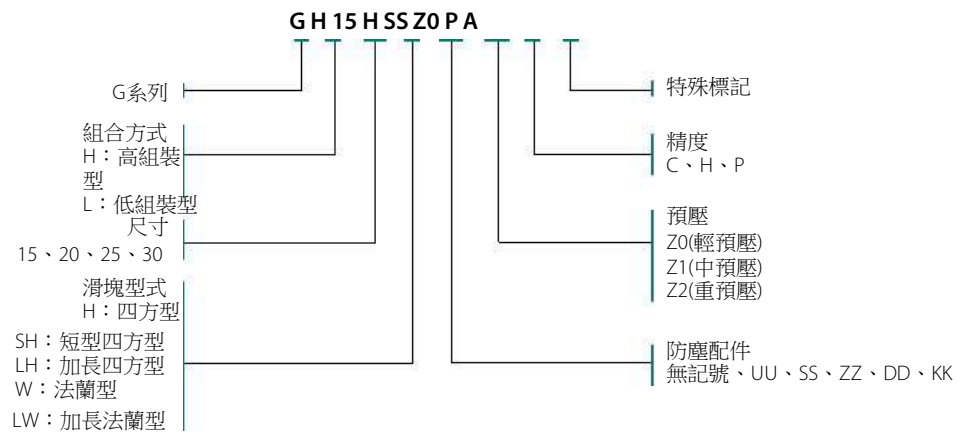 GH15HSSZ0PA
G系列
組合方式
H：高組裝
型
L：低組裝型
尺寸
15、20、25、30
滑塊型式
H：四方型
SH：短型四方型
LH：加長四方型
W：法蘭型
LW：加長法蘭型
特殊標記
精度
C、H、P
預壓
Z0(輕預壓)
Z1(中預壓)
Z2(重預壓)
防塵配件
無記號、UU、SS、ZZ、DD、KK